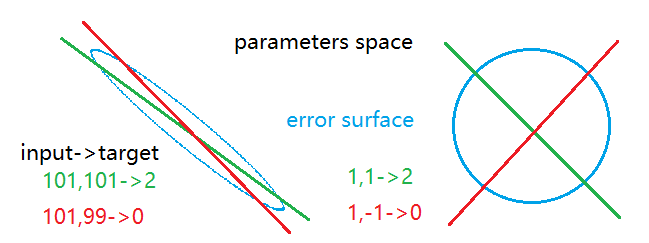 parameters space
error surface
input->target
101,101->2
1,1->2
101,99->0
1,-1->0